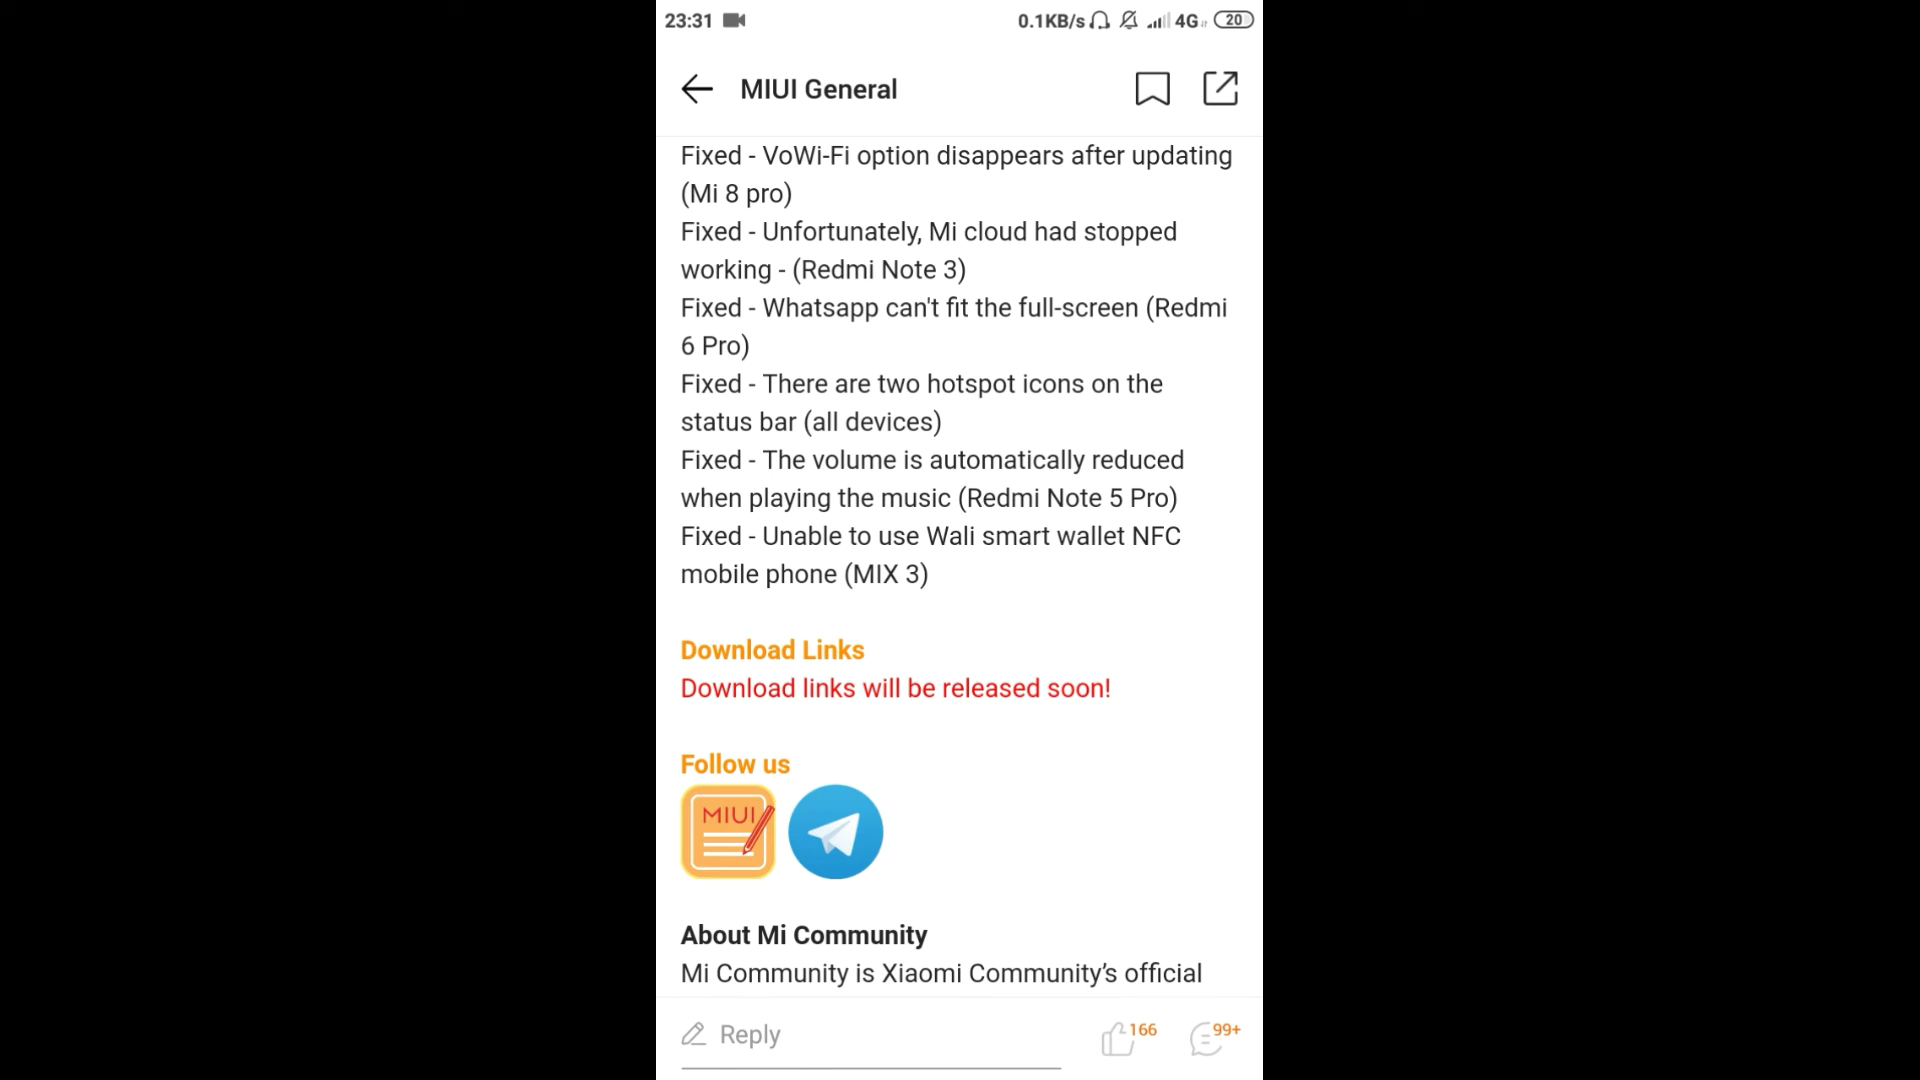 23:31 0.1KB/s 4G 20
MIUI General
Fixed - VoWi-Fi option disappears after updating
(Mi 8 pro)
Fixed - Unfortunately, Mi cloud had stopped
working - (Redmi Note 3)
Fixed - Whatsapp can't fit the full-screen (Redmi
6 Pro)
Fixed - There are two hotspot icons on the
status bar (all devices)
Fixed - The volume is automatically reduced
when playing the music (Redmi Note 5 Pro)
Fixed - Unable to use Wali smart wallet NFC
mobile phone (MIX 3)
Download Links
Download links will be released soon!
Follow us
MIUI
About Mi Community
Mi Community is Xiaomi Community’s official
Reply 166 99+